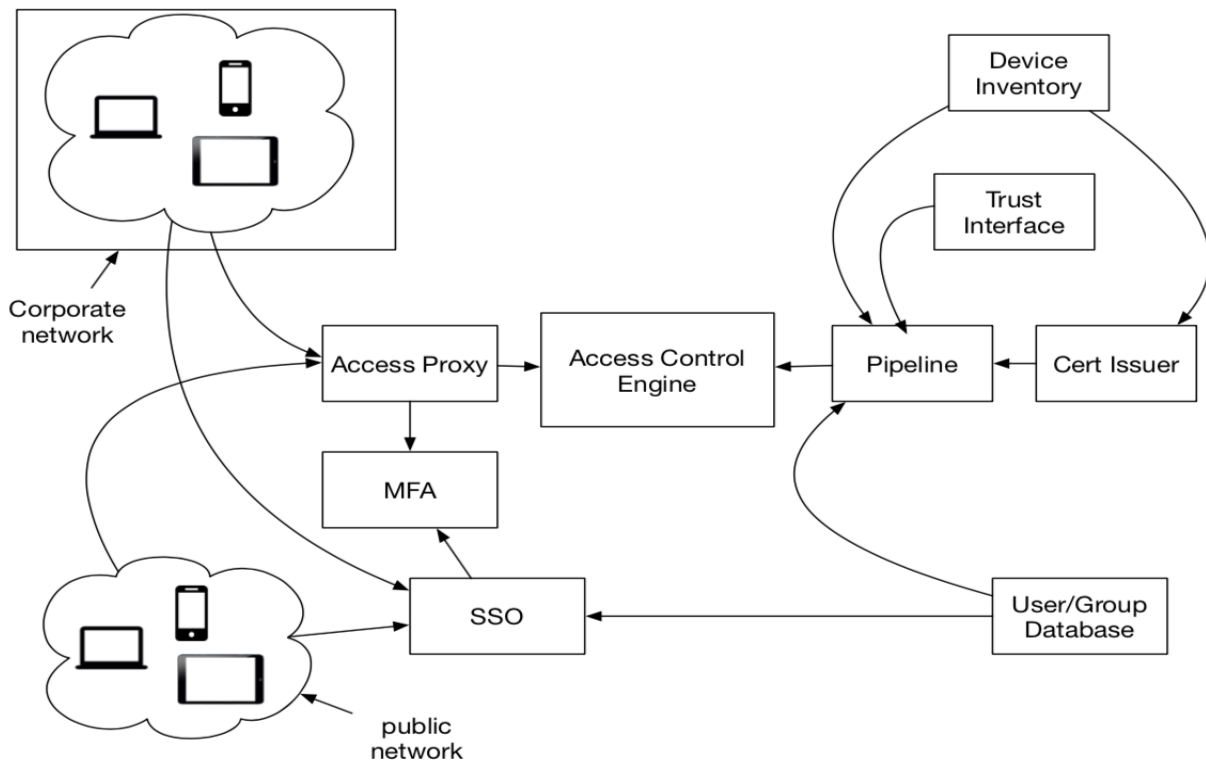 Device
Inventory
Trust
Interface
Corporate
network
Access Proxy
Access Control
Engine
Pipeline
Cert Issuer
MFA
SSO
User/Group
Database
public
network